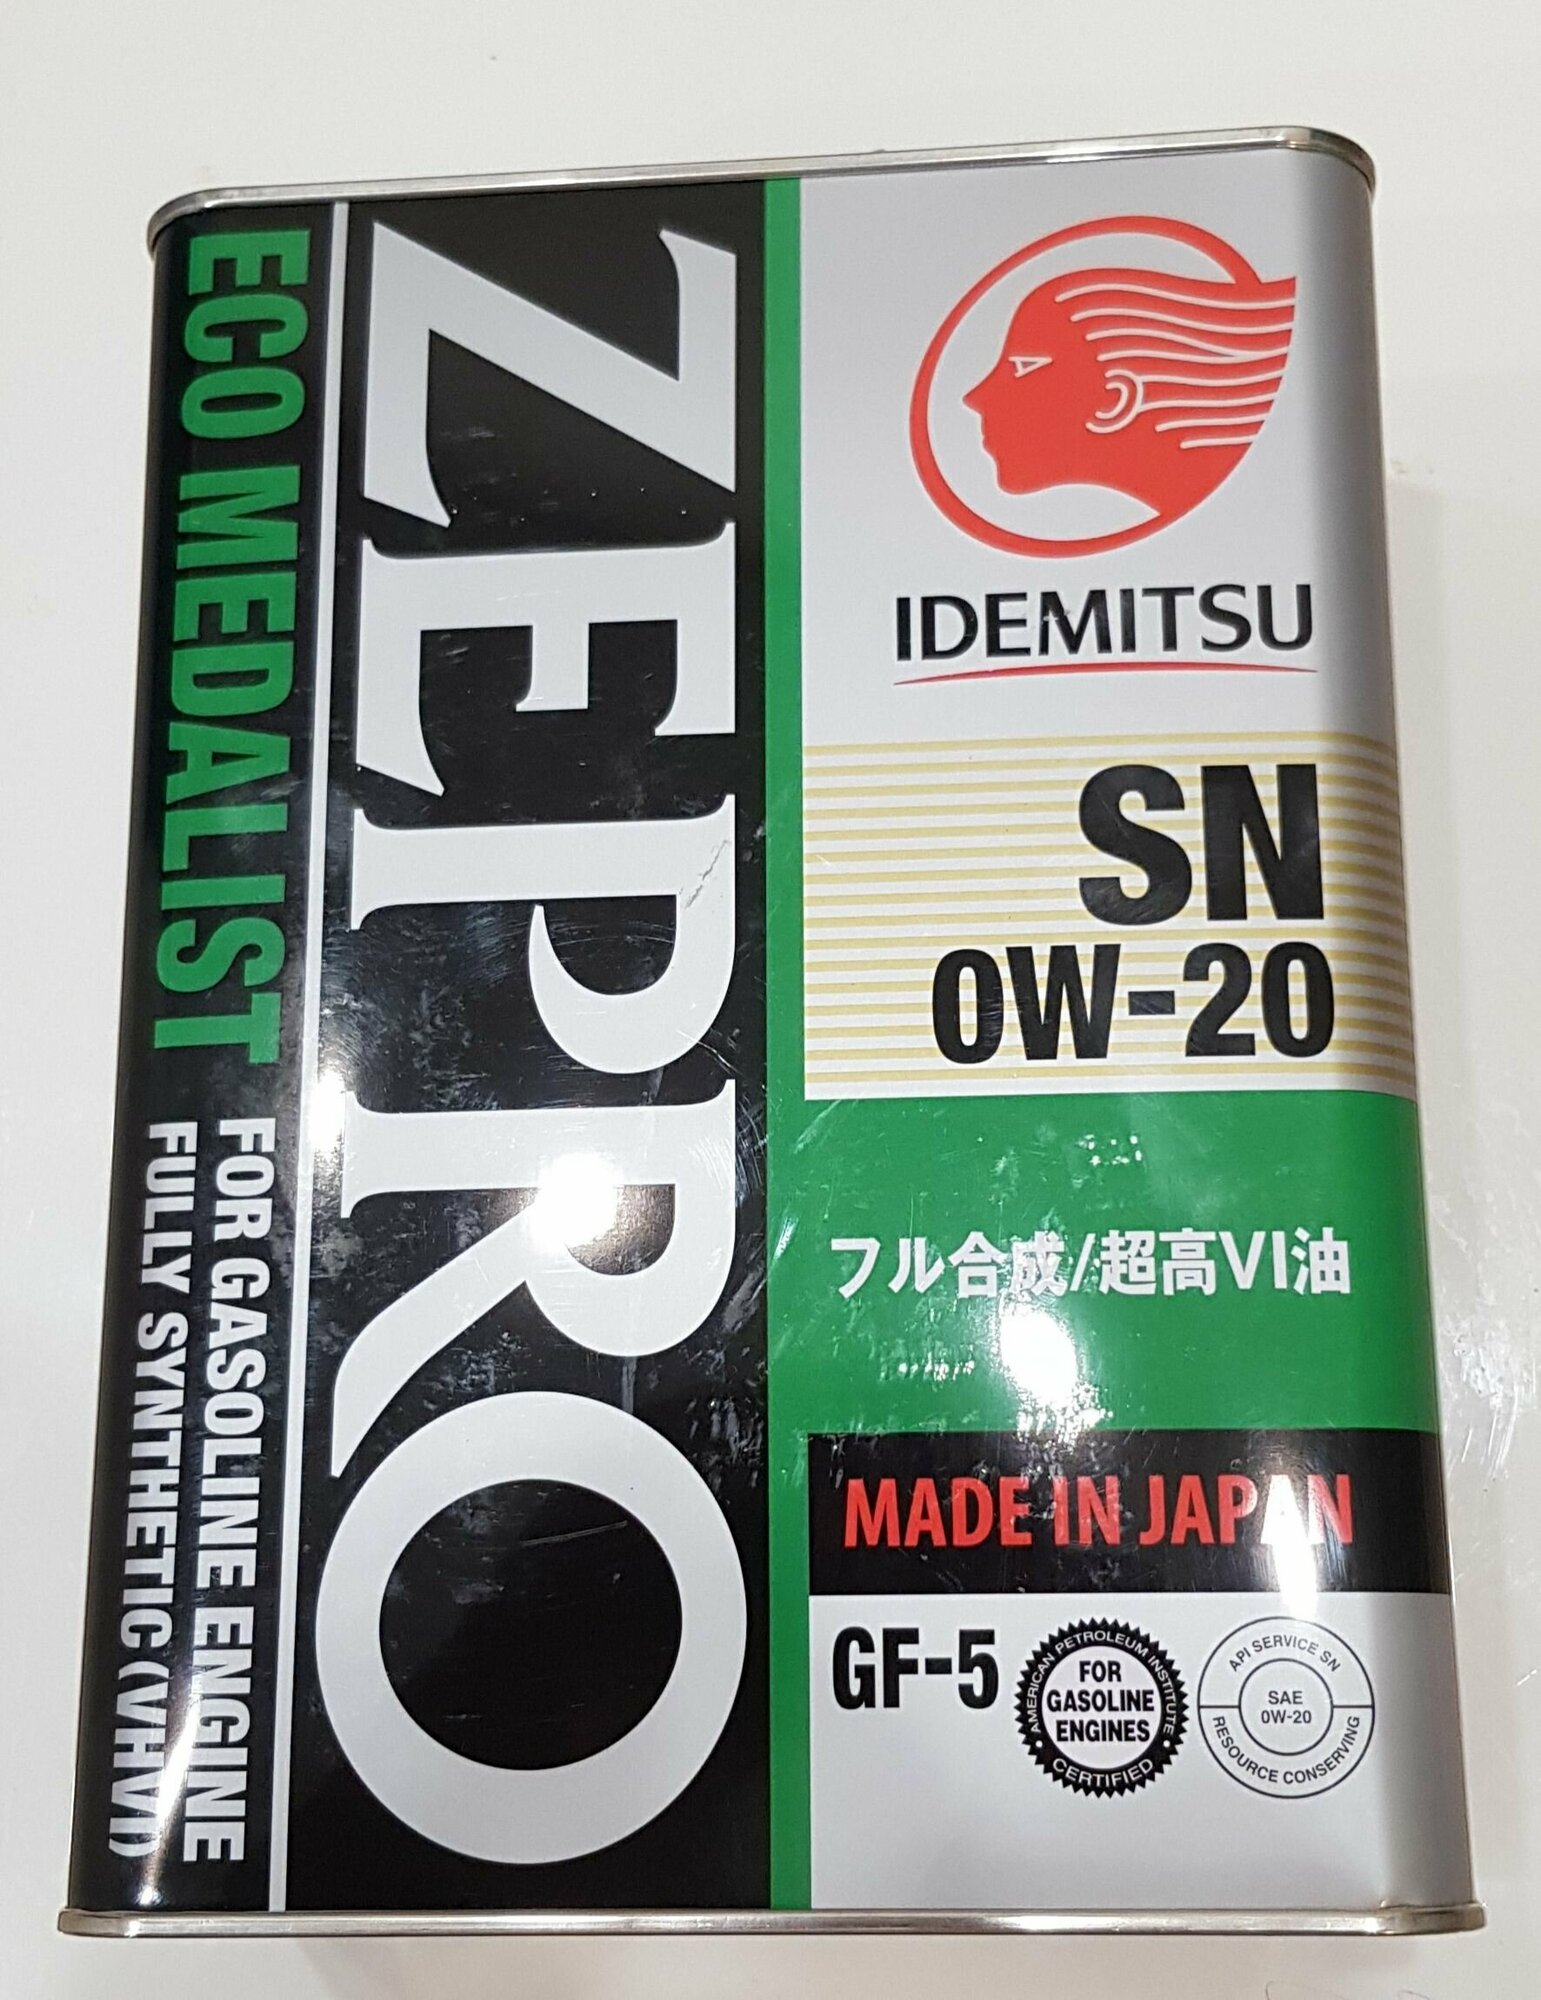 IDEMITSU
SN
0W-20
フル合成/超高VI油
MADE IN JAPAN
GF-5
AMERICAN PETROLEUM INSTITUTE
FOR
GASOLINE
ENGINES
CERTIFIED
API SERVICE SN
SAE
0W-20
RESOURCE CONSERVING
ZEPRO
ECO MEDALIST
FOR GASOLINE ENGINE
FULLY SYNTHETIC (VHVI)